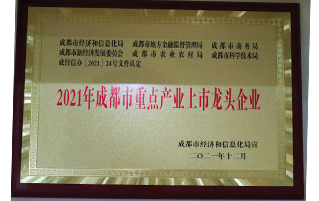 成都市经济和信息化局 成都市地方金融监督管理局 成都市商务局
成都市新经济发展委员会 成都市农业农村局 成都市科学技术局
成经信办〔2021〕24号文件认定
2021年成都市重点产业上市龙头企业
成都市经济和信息化局宣
二〇二一年十二月